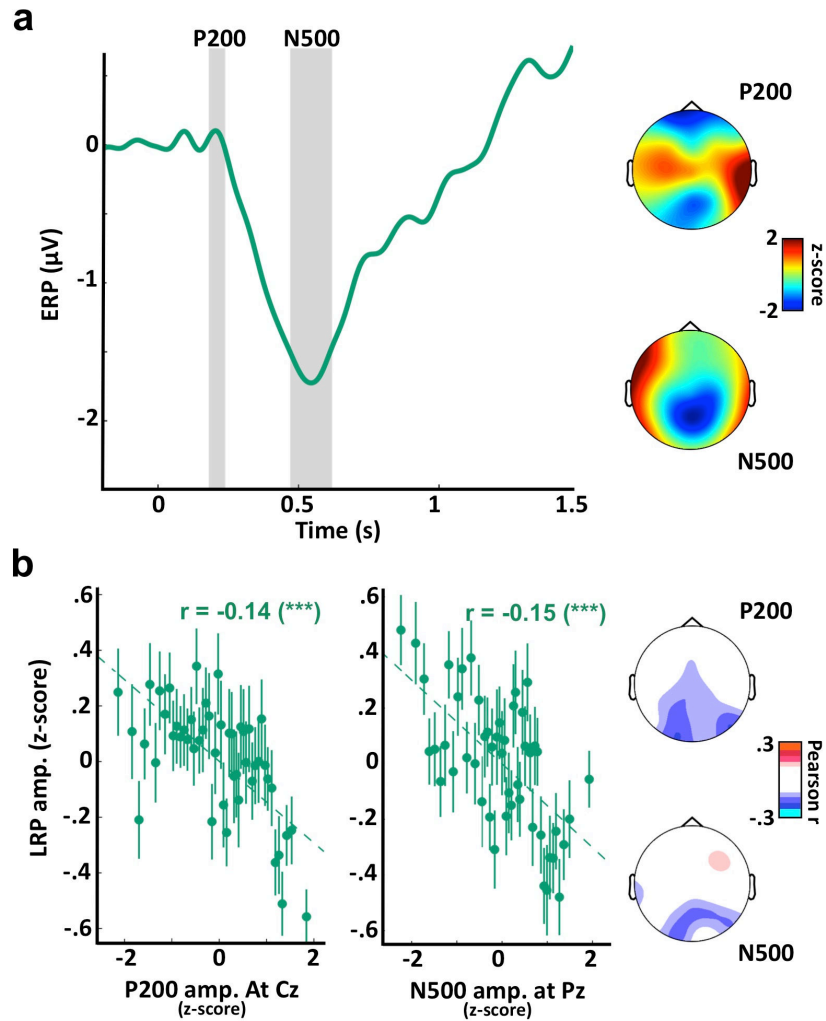 a
P200
N500
0
-1
-2
ERP (µV)
0
0.5
1
1.5
Time (s)
P200
2
-2
z-score
N500
b
.6
.4
.2
0
-.2
-.4
-.6
LRP amp. (z-score)
r = -0.14 (***)
-2
0
2
P200 amp. At Cz
(z-score)
.6
.4
.2
0
-.2
-.4
-.6
r = -0.15 (***)
-2
0
2
N500 amp. at Pz
(z-score)
P200
.3
-.3
Pearson r
N500